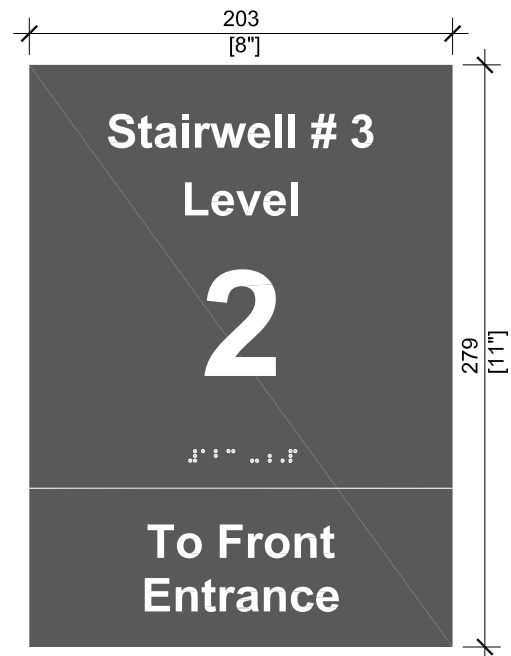 203
[8"]
Stairwell # 3
Level
2
279
[11"]
To Front
Entrance